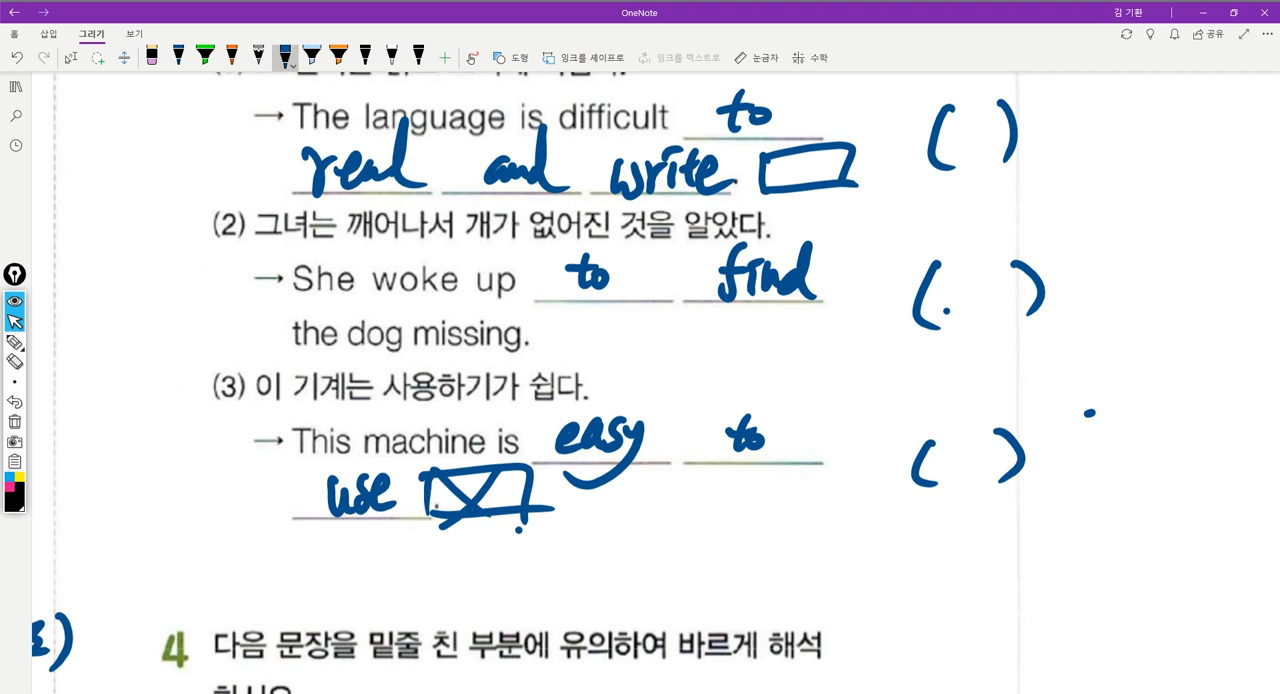 OneNote
김 기환
홈 삽입 그리기 보기
공유
도형 잉크를 셰이프로 잉크를 텍스트로 눈금자 수학
→ The language is difficult to ( )
read and write.
(2) 그녀는 깨어나서 개가 없어진 것을 알았다.
→ She woke up to find ( )
the dog missing.
(3) 이 기계는 사용하기가 쉽다.
→ This machine is easy to ( )
use .
4 다음 문장을 밑줄 친 부분에 유의하여 바르게 해석